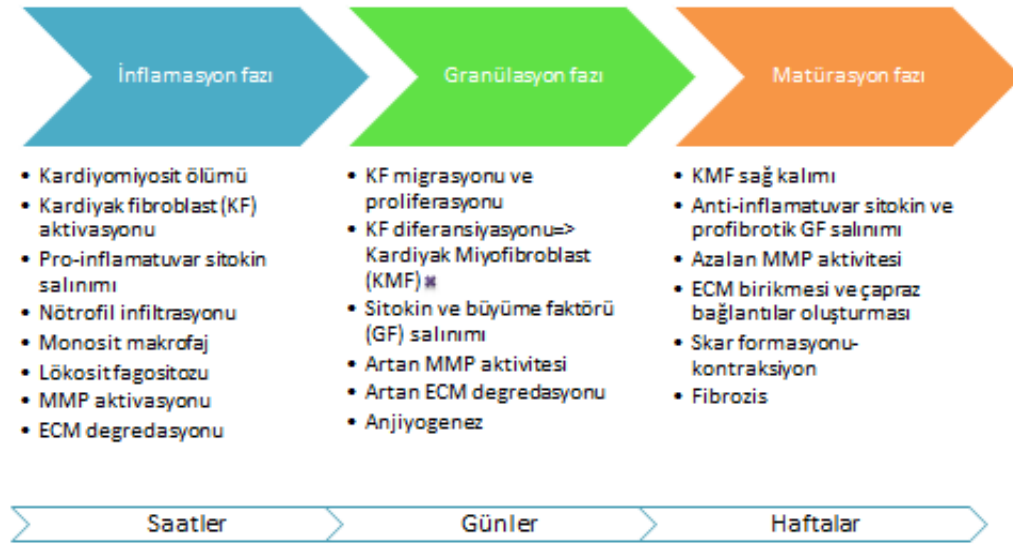 İnflamasyon fazı
Granülasyon fazı
Matürasyon fazı
• Kardiyomiyosit ölümü
• Kardiyak fibroblast (KF)
aktivasyonu
• Pro-inflamatuvar sitokin
salınımı
• Nötrofil infiltrasyonu
• Monosit makrofaj
• Lökosit fagositozu
• MMP aktivasyonu
• ECM degredasyonu
• KF migrasyonu ve
proliferasyonu
• KF diferansiyasyonu=>
Kardiyak Miyofibroblast
(KMF)
• Sitokin ve büyüme faktörü
(GF) salınımı
• Artan MMP aktivitesi
• Artan ECM degredasyonu
• Anjiyogenez
• KMF sağ kalımı
• Anti-inflamatuvar sitokin ve
profibrotik GF salınımı
• Azalan MMP aktivitesi
• ECM birikmesi ve çapraz
bağlantılar oluşturması
• Skar formasyonu-
kontraksiyon
• Fibrozis
Saatler
Günler
Haftalar